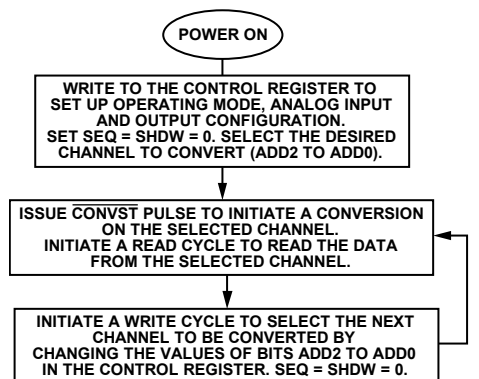 POWER ON
WRITE TO THE CONTROL REGISTER TO
SET UP OPERATING MODE, ANALOG INPUT
AND OUTPUT CONFIGURATION.
SET SEQ = SHDW = 0. SELECT THE DESIRED
CHANNEL TO CONVERT (ADD2 TO ADD0).
ISSUE CONVST PULSE TO INITIATE A CONVERSION
ON THE SELECTED CHANNEL.
INITIATE A READ CYCLE TO READ THE DATA
FROM THE SELECTED CHANNEL.
INITIATE A WRITE CYCLE TO SELECT THE NEXT
CHANNEL TO BE CONVERTED BY
CHANGING THE VALUES OF BITS ADD2 TO ADD0
IN THE CONTROL REGISTER. SEQ = SHDW = 0.